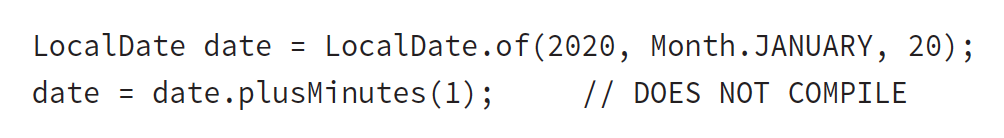 LocalDate date = LocalDate.of(2020, Month.JANUARY, 20);
date = date.plusMinutes(1);     // DOES NOT COMPILE